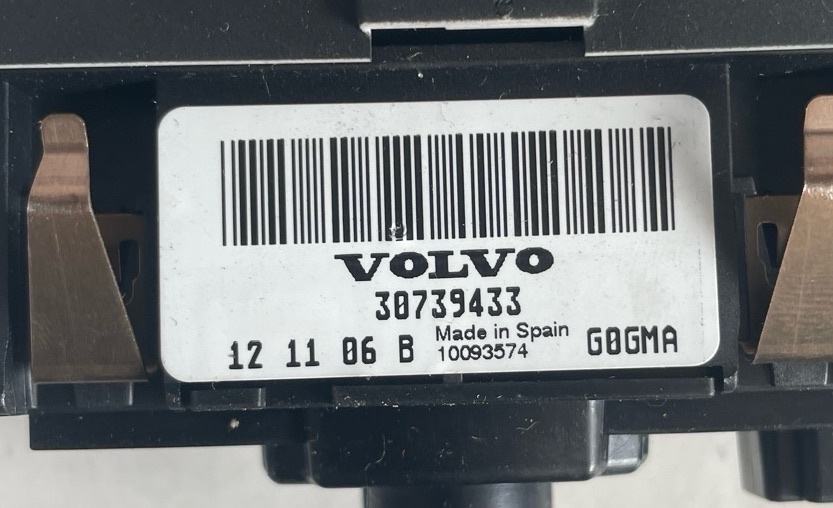 VOLVO
30739433
12 11 06 B Made in Spain G0GMA
10093574